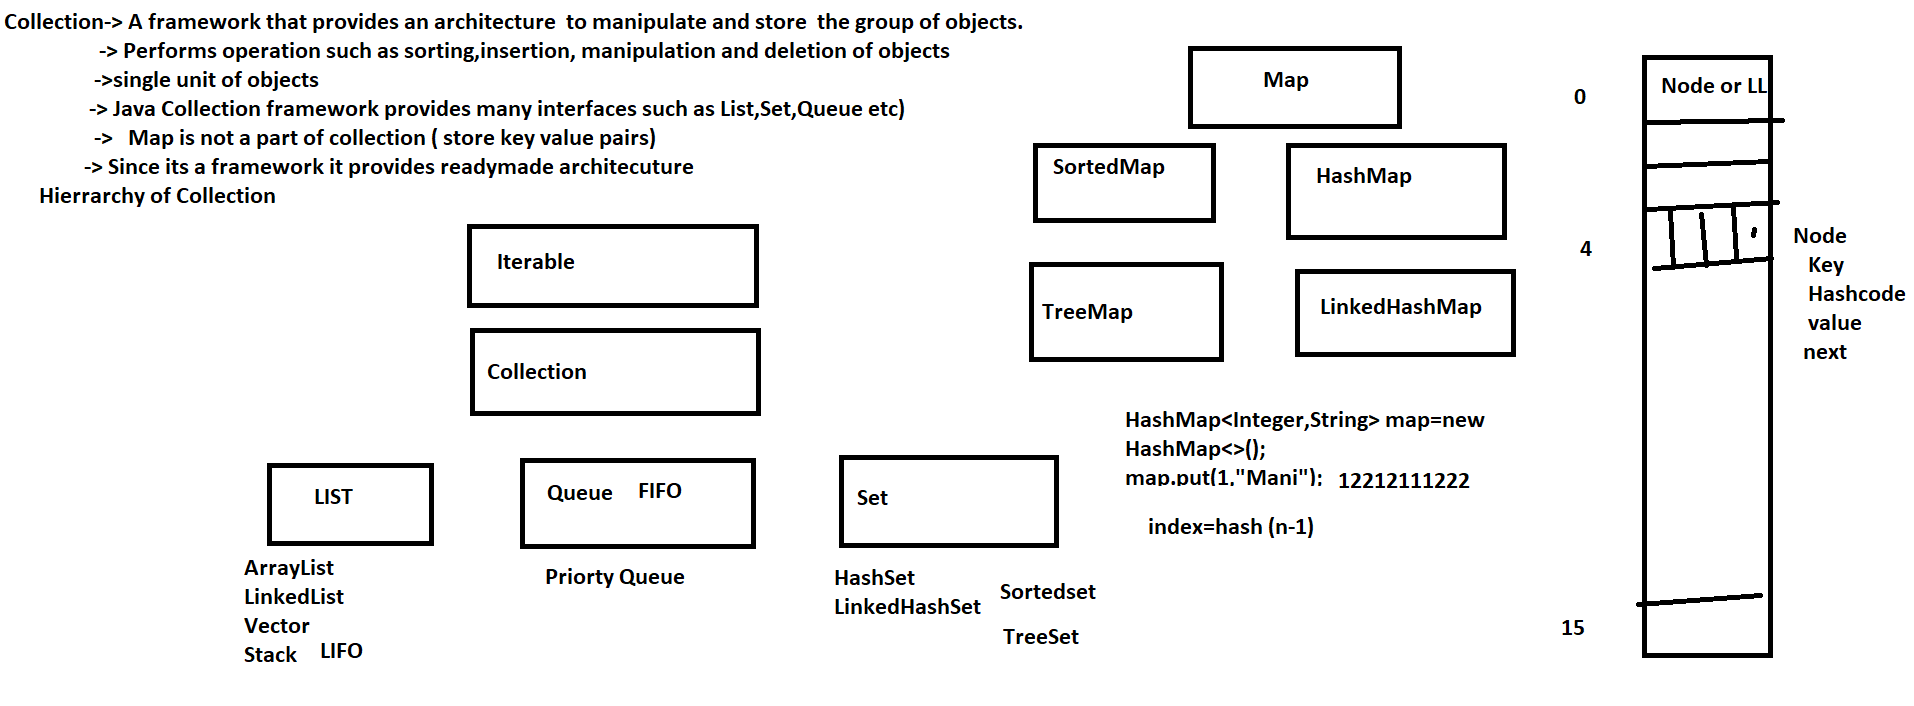 Collection-> A framework that provides an architecture  to manipulate and store  the group of objects.
-> Performs operation such as sorting,insertion, manipulation and deletion of objects
->single unit of objects
-> Java Collection framework provides many interfaces such as List,Set,Queue etc)
->   Map is not a part of collection ( store key value pairs)
-> Since its a framework it provides readymade architecuture
Hierrarchy of Collection
Iterable
Collection
LIST
Queue
FIFO
Set
ArrayList
LinkedList
Vector
Stack
LIFO
Priorty Queue
HashSet
LinkedHashSet
Sortedset
TreeSet
Map
SortedMap
HashMap
TreeMap
LinkedHashMap
HashMap<Integer,String> map=new
HashMap<>();
map.put(1,"Mani");
12212111222
index=hash (n-1)
0
4
15
Node or LL
Node
Key
Hashcode
value
next